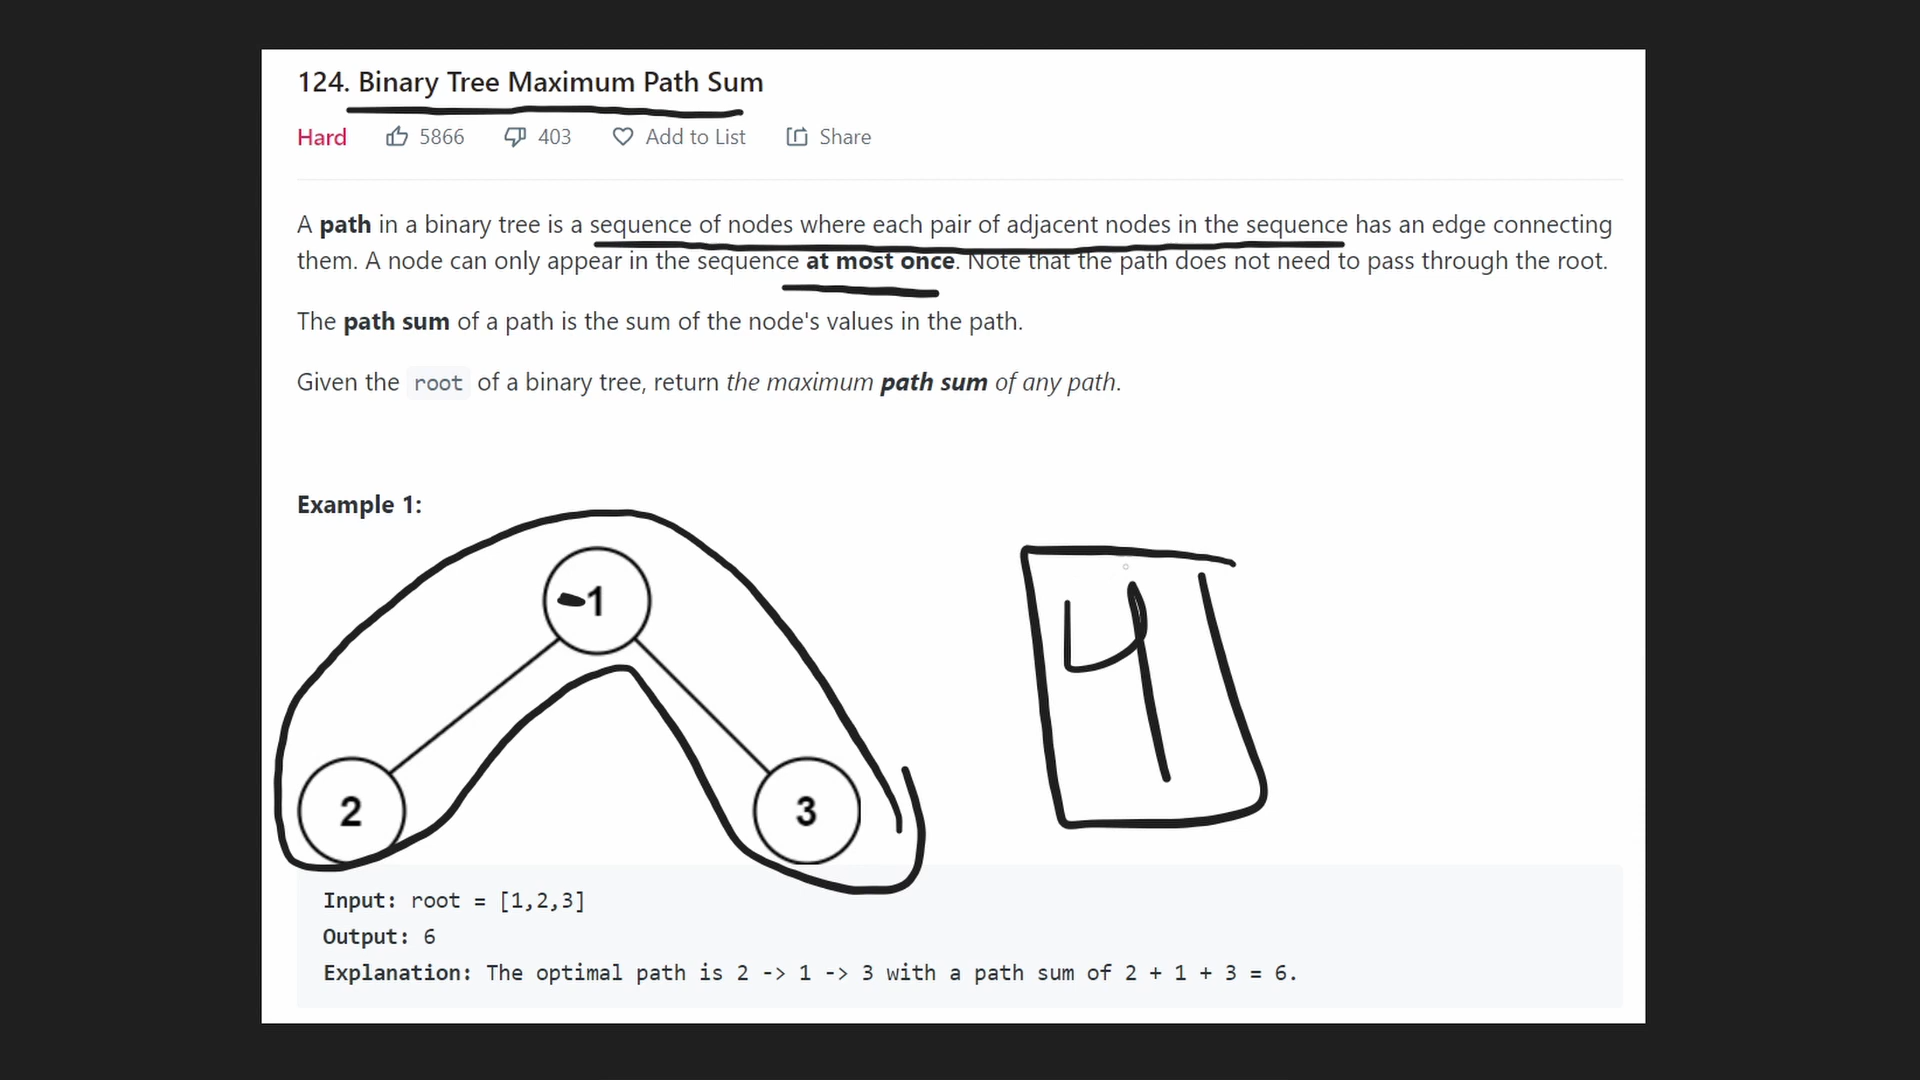 124. Binary Tree Maximum Path Sum
Hard 5866 403 Add to List Share
A path in a binary tree is a sequence of nodes where each pair of adjacent nodes in the sequence has an edge connecting
them. A node can only appear in the sequence at most once. Note that the path does not need to pass through the root.
The path sum of a path is the sum of the node's values in the path.
Given the root of a binary tree, return the maximum path sum of any path.
Example 1:
-1
4
2
3
Input: root = [1,2,3]
Output: 6
Explanation: The optimal path is 2 -> 1 -> 3 with a path sum of 2 + 1 + 3 = 6.